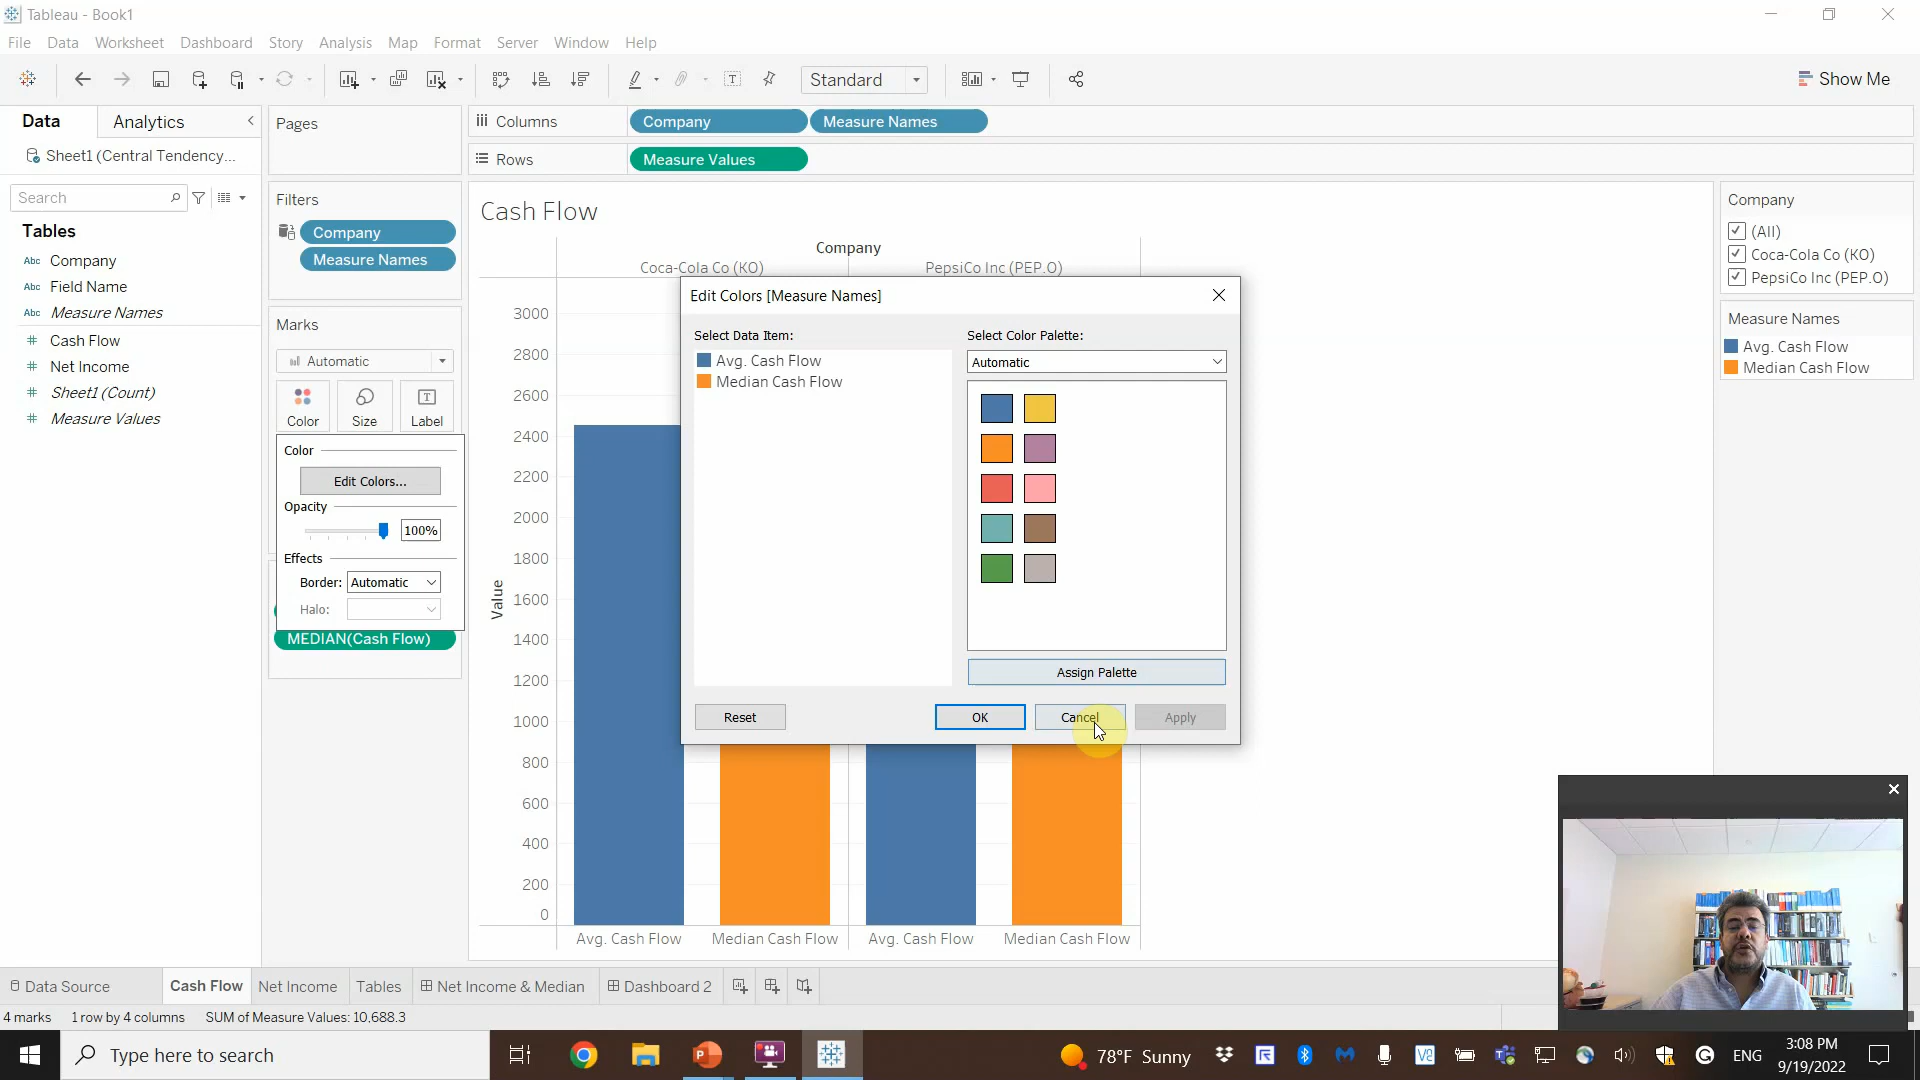 Tableau - Book1
File Data Worksheet Dashboard Story Analysis Map Format Server Window Help
Standard
Show Me
Data Analytics
Sheet1 (Central Tendency...
Search
Tables
Abc Company
Abc Field Name
Abc Measure Names
# Cash Flow
# Net Income
# Sheet1 (Count)
# Measure Values
Pages
Filters
Company
Measure Names
Marks
Automatic
Color Size Label
Color
Edit Colors...
Opacity
100%
Effects
Border: Automatic
Halo:
MEDIAN(Cash Flow)
Columns Company Measure Names
Rows Measure Values
Cash Flow
Company
Coca-Cola Co (KO) PepsiCo Inc (PEP.O)
3000
2800
2600
2400
2200
2000
1800
1600
1400
1200
1000
800
600
400
200
0
Value
Avg. Cash Flow Median Cash Flow Avg. Cash Flow Median Cash Flow
Edit Colors [Measure Names]
Select Data Item:
Avg. Cash Flow
Median Cash Flow
Select Color Palette:
Automatic
Assign Palette
Reset OK Cancel Apply
Company
(All)
Coca-Cola Co (KO)
PepsiCo Inc (PEP.O)
Measure Names
Avg. Cash Flow
Median Cash Flow
Data Source Cash Flow Net Income Tables Net Income & Median Dashboard 2
4 marks 1 row by 4 columns SUM of Measure Values: 10,688.3
Type here to search
78°F Sunny
ENG
3:08 PM
9/19/2022